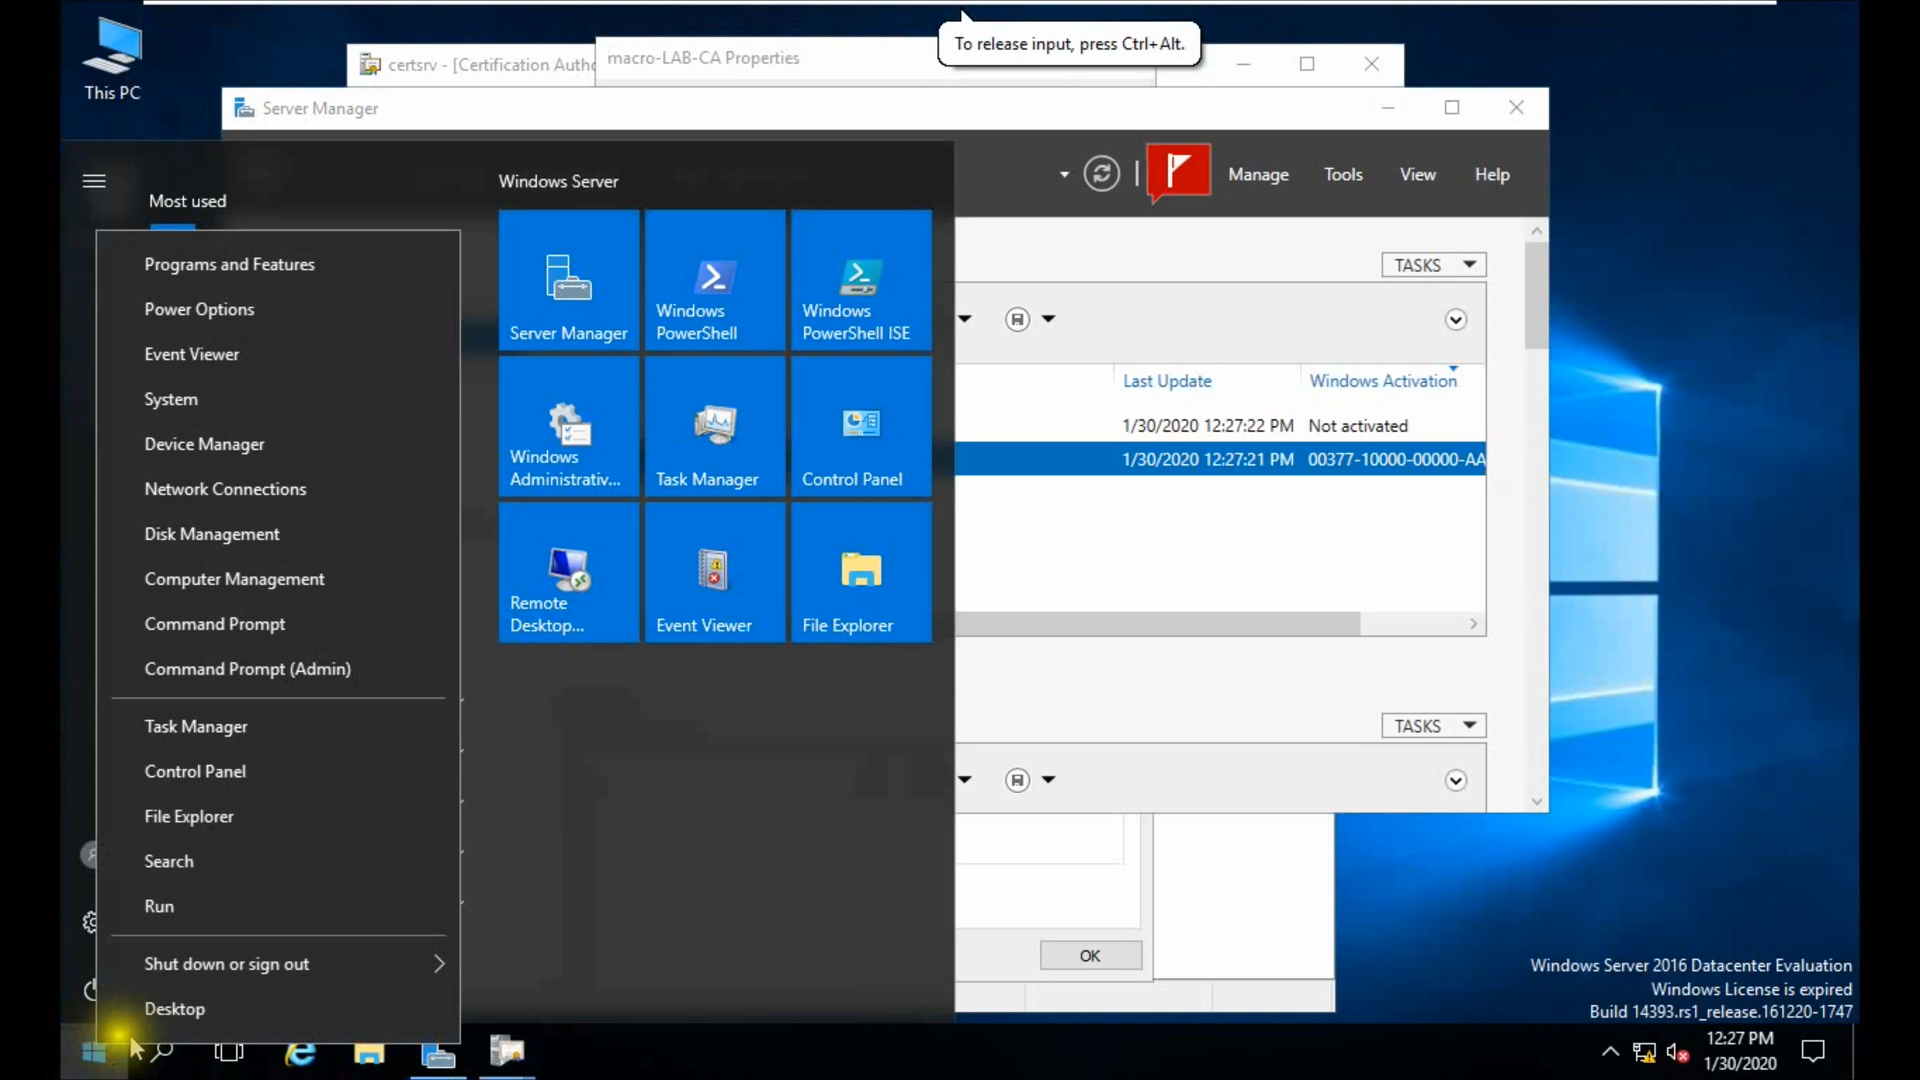 To release input, press Ctrl+Alt.
This PC
certsrv - [Certification Autho
macro-LAB-CA Properties
Server Manager
Manage
Tools
View
Help
Most used
Windows Server
Server Manager
Windows
PowerShell
Windows
PowerShell ISE
Windows
Administrativ...
Task Manager
Control Panel
Remote
Desktop...
Event Viewer
File Explorer
Programs and Features
Power Options
Event Viewer
System
Device Manager
Network Connections
Disk Management
Computer Management
Command Prompt
Command Prompt (Admin)
Task Manager
Control Panel
File Explorer
Search
Run
Shut down or sign out
Desktop
TASKS
Last Update
Windows Activation
1/30/2020 12:27:22 PM
Not activated
1/30/2020 12:27:21 PM
00377-10000-00000-AA
TASKS
OK
Windows Server 2016 Datacenter Evaluation
Windows License is expired
Build 14393.rs1_release.161220-1747
12:27 PM
1/30/2020